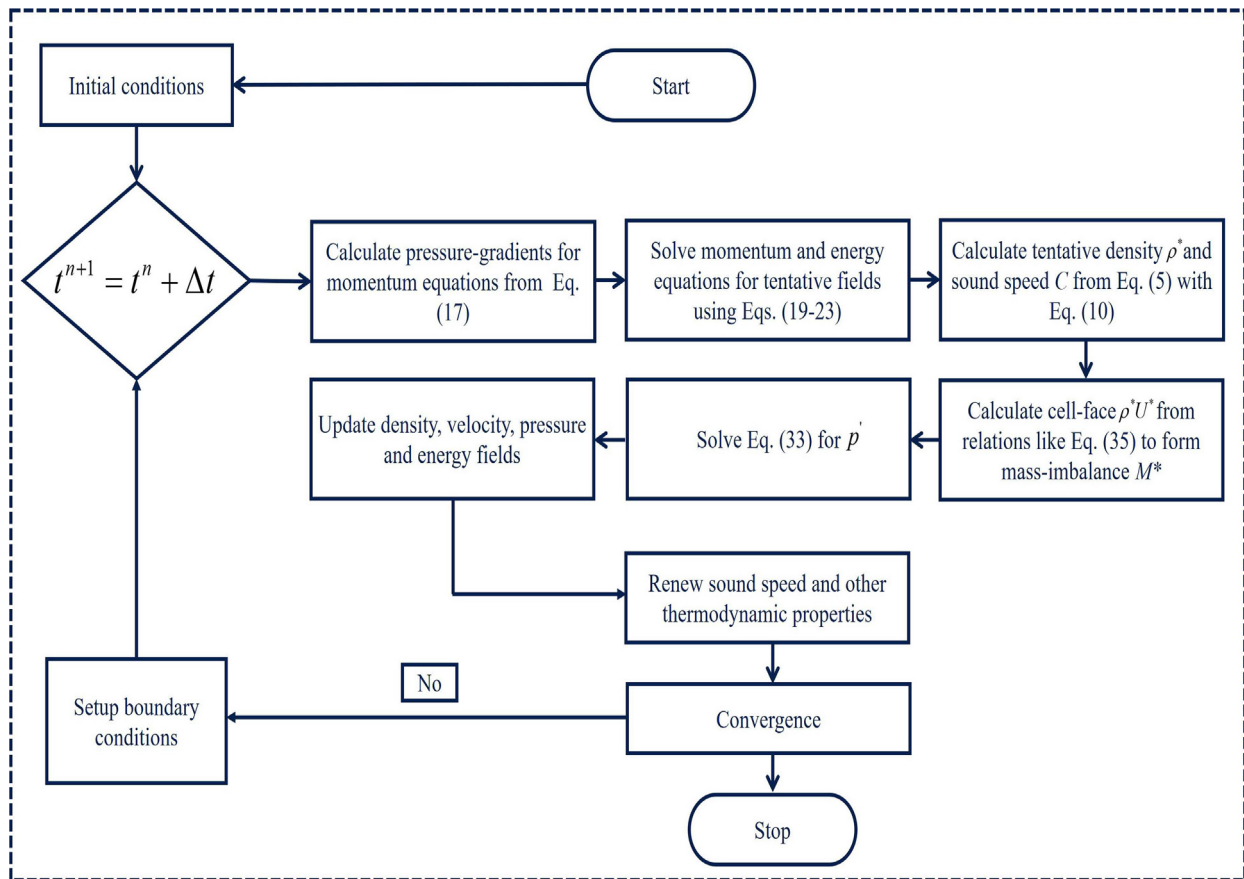 Initial conditions
Start
tⁿ⁺¹ = tⁿ + Δt
Calculate pressure-gradients for
momentum equations from Eq.
(17)
Solve momentum and energy
equations for tentative fields
using Eqs. (19-23)
Calculate tentative density ρ* and
sound speed C from Eq. (5) with
Eq. (10)
Calculate cell-face ρ*U* from
relations like Eq. (35) to form
mass-imbalance M*
Solve Eq. (33) for p'
Update density, velocity, pressure
and energy fields
Renew sound speed and other
thermodynamic properties
Convergence
No
Setup boundary
conditions
Stop